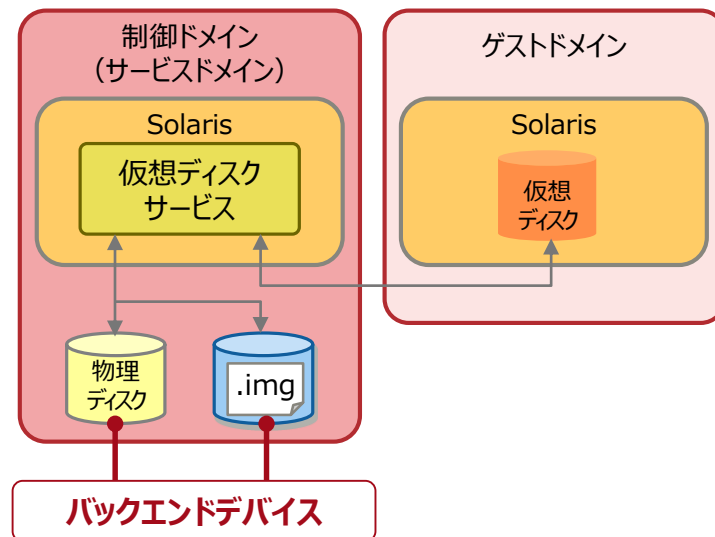 制御ドメイン
(サービスドメイン)
Solaris
仮想ディスク
サービス
物理
ディスク
.img
バックエンドデバイス
ゲストドメイン
Solaris
仮想
ディスク